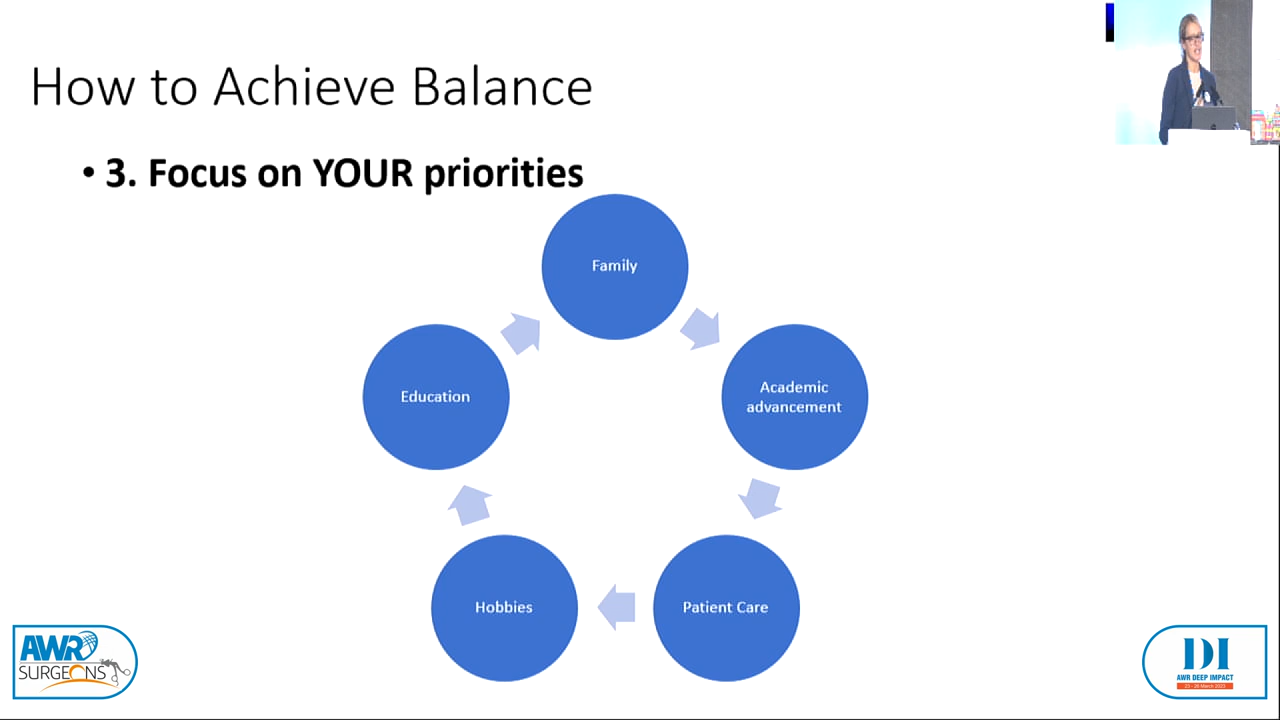 How to Achieve Balance
• 3. Focus on YOUR priorities
Family
Academic
advancement
Patient Care
Hobbies
Education
AWR
SURGEONS
DI
AWR DEEP IMPACT